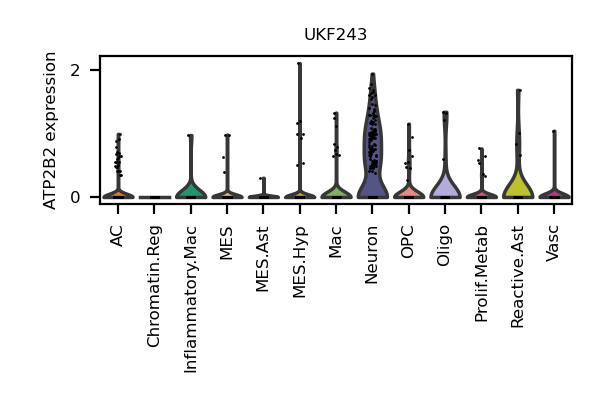 UKF243
ATP2B2 expression
2
0
AC
Chromatin.Reg
Inflammatory.Mac
MES
MES.Ast
MES.Hyp
Mac
Neuron
OPC
Oligo
Prolif.Metab
Reactive.Ast
Vasc